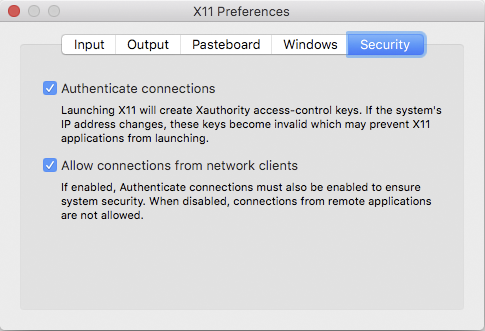 X11 Preferences
Input Output Pasteboard Windows Security
Authenticate connections
Launching X11 will create Xauthority access-control keys. If the system's
IP address changes, these keys become invalid which may prevent X11
applications from launching.
Allow connections from network clients
If enabled, Authenticate connections must also be enabled to ensure
system security. When disabled, connections from remote applications
are not allowed.